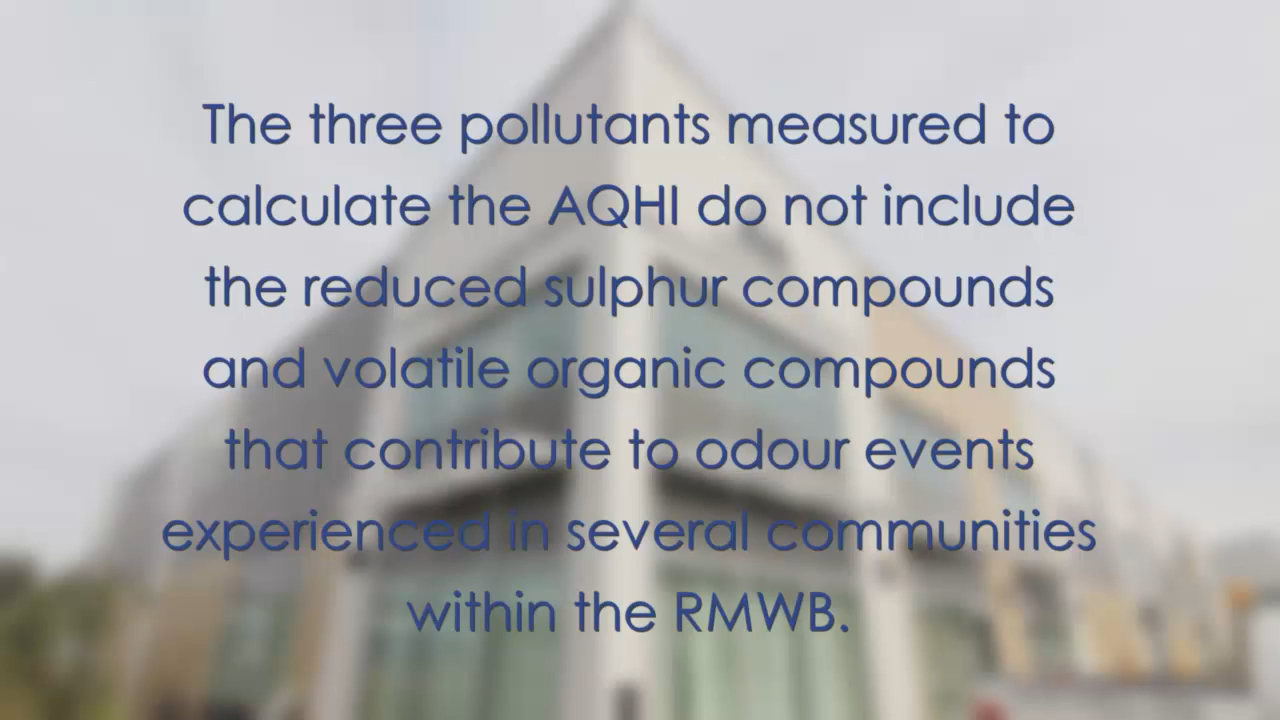 The three pollutants measured to
calculate the AQHI do not include
the reduced sulphur compounds
and volatile organic compounds
that contribute to odour events
experienced in several communities
within the RMWB.